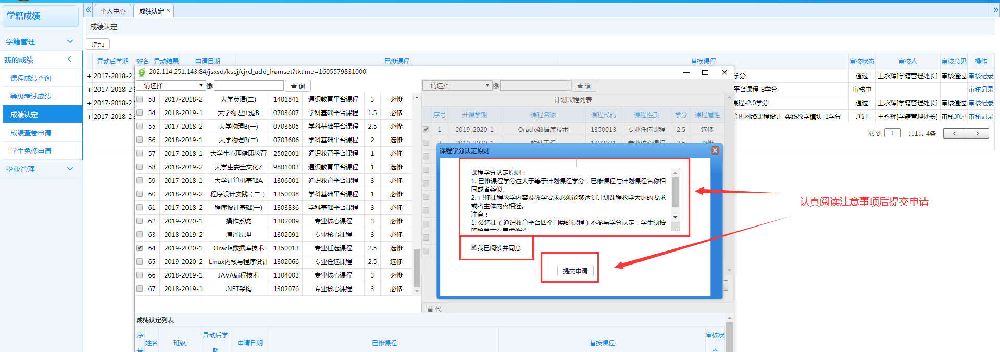 学籍成绩
个人中心
成绩认定 ×
成绩认定
学籍管理
增加
我的成绩
异动后学期 姓名 异动结果 申请日期 已修课程 替换课程 审核状态 审核人 审核意见 操作
课程成绩查询
等级考试成绩
成绩认定
成绩查卷申请
学生免修申请
毕业管理
+ 2017-2018-2
+ 2017-2018-2
+ 2017-2018-2
+ 2017-2018-2
学分 通过 王永辉[学籍管理处长] 审核通过 审核记录
平台课程-3学分 审核中 审核记录
课程-2.0学分 通过 王永辉[学籍管理处长] 审核通过 审核记录
算机网络课程设计-实践教学模块-1学分 通过 王永辉[学籍管理处长] 审核通过 审核记录
转到 1 共1页 4条
202.114.251.143:84/jsxsd/kscj/cjrd_add_framset?tktime=1605579831000
--请选择- 像 查 询
53 2017-2018-2 大学英语(二) 1401841 通识教育平台课程 3 必修
54 2018-2019-1 大学物理实验B 0703607 学科基础平台课程 1.5 必修
55 2017-2018-2 大学物理B(一) 0703605 学科基础平台课程 2.5 必修
56 2018-2019-1 大学物理B(二) 0703606 学科基础平台课程 2 选修
57 2017-2018-1 大学生心理健康教育 2502001 通识教育平台课程 1 必修
58 2018-2019-2 大学生安全文化Z 9801003 通识教育平台课程 1 选修
59 2017-2018-1 大学计算机基础A 1306001 通识教育平台课程 3 必修
60 2018-2019-2 程序设计实践（二） 1350038 学科基础平台课程 1 必修
61 2017-2018-2 程序设计基础(一) 1303836 学科基础平台课程 3 必修
62 2019-2020-1 操作系统 1302009 专业核心课程 3 必修
63 2018-2019-2 编译原理 1302091 专业核心课程 3 必修
64 2019-2020-1 Oracle数据库技术 1350013 专业任选课程 2.5 选修
65 2019-2020-2 Linux内核与程序设计 1302066 专业任选课程 2.5 选修
66 2018-2019-1 JAVA编程技术 1304003 专业核心课程 3 必修
67 2018-2019-1 .NET架构 1302076 专业核心课程 3 必修
--请选择- 像 查 询
计划课程列表
序号 开课学期 课程名称 课程代码 课程性质 学分 课程属性
1 2019-2020-1 Oracle数据库技术 1350013 专业任选课程 2.5 选修
2 2019-2020-1 软件工程 1302031 专业核心课程 3.5 必修
课程学分认定原则
课程学分认定原则：
1. 已修课程学分应大于等于计划课程学分，已修课程与计划课程名称相
同或者类似。
2. 已修课程教学内容及教学要求必须能够达到计划课程教学大纲的要求
或者主体内容相近。
注意：
1. 公选课（通识教育平台四个门类的课程）不参与学分认定，学生须按
照培养方案要求修读
我已阅读并同意
提交申请
认真阅读注意事项后提交申请
替 代
成绩认定列表
序号 姓名 班级 异动后学期 申请日期 已修课程 替换课程 审核状态